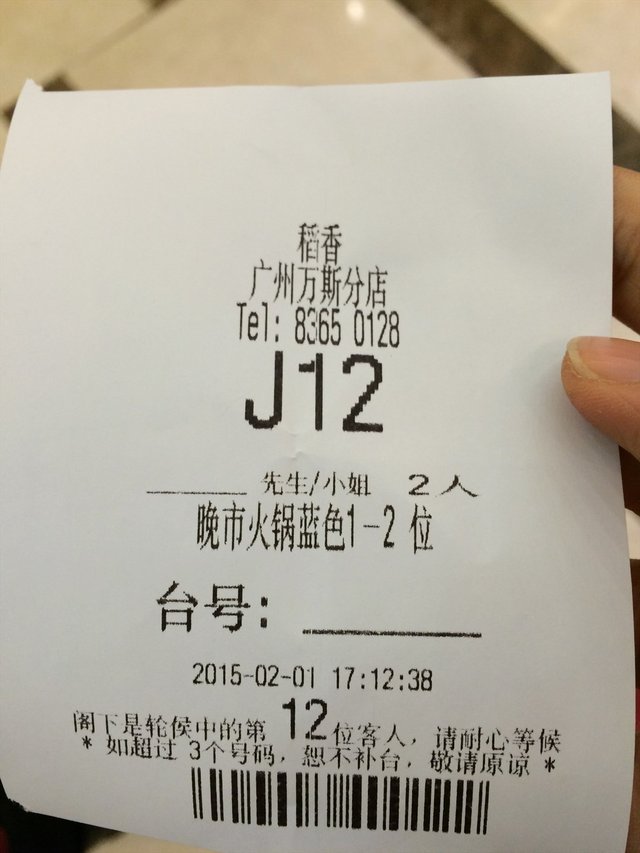 稻香
广州万斯分店
Tel: 8365 0128
J12
______ 先生/小姐 2人
晚市火锅蓝色1-2 位
台号: ______
2015-02-01 17:12:38
阁下是轮侯中的第 12 位客人, 请耐心等候
* 如超过 3个号码, 恕不补台, 敬请原谅 *